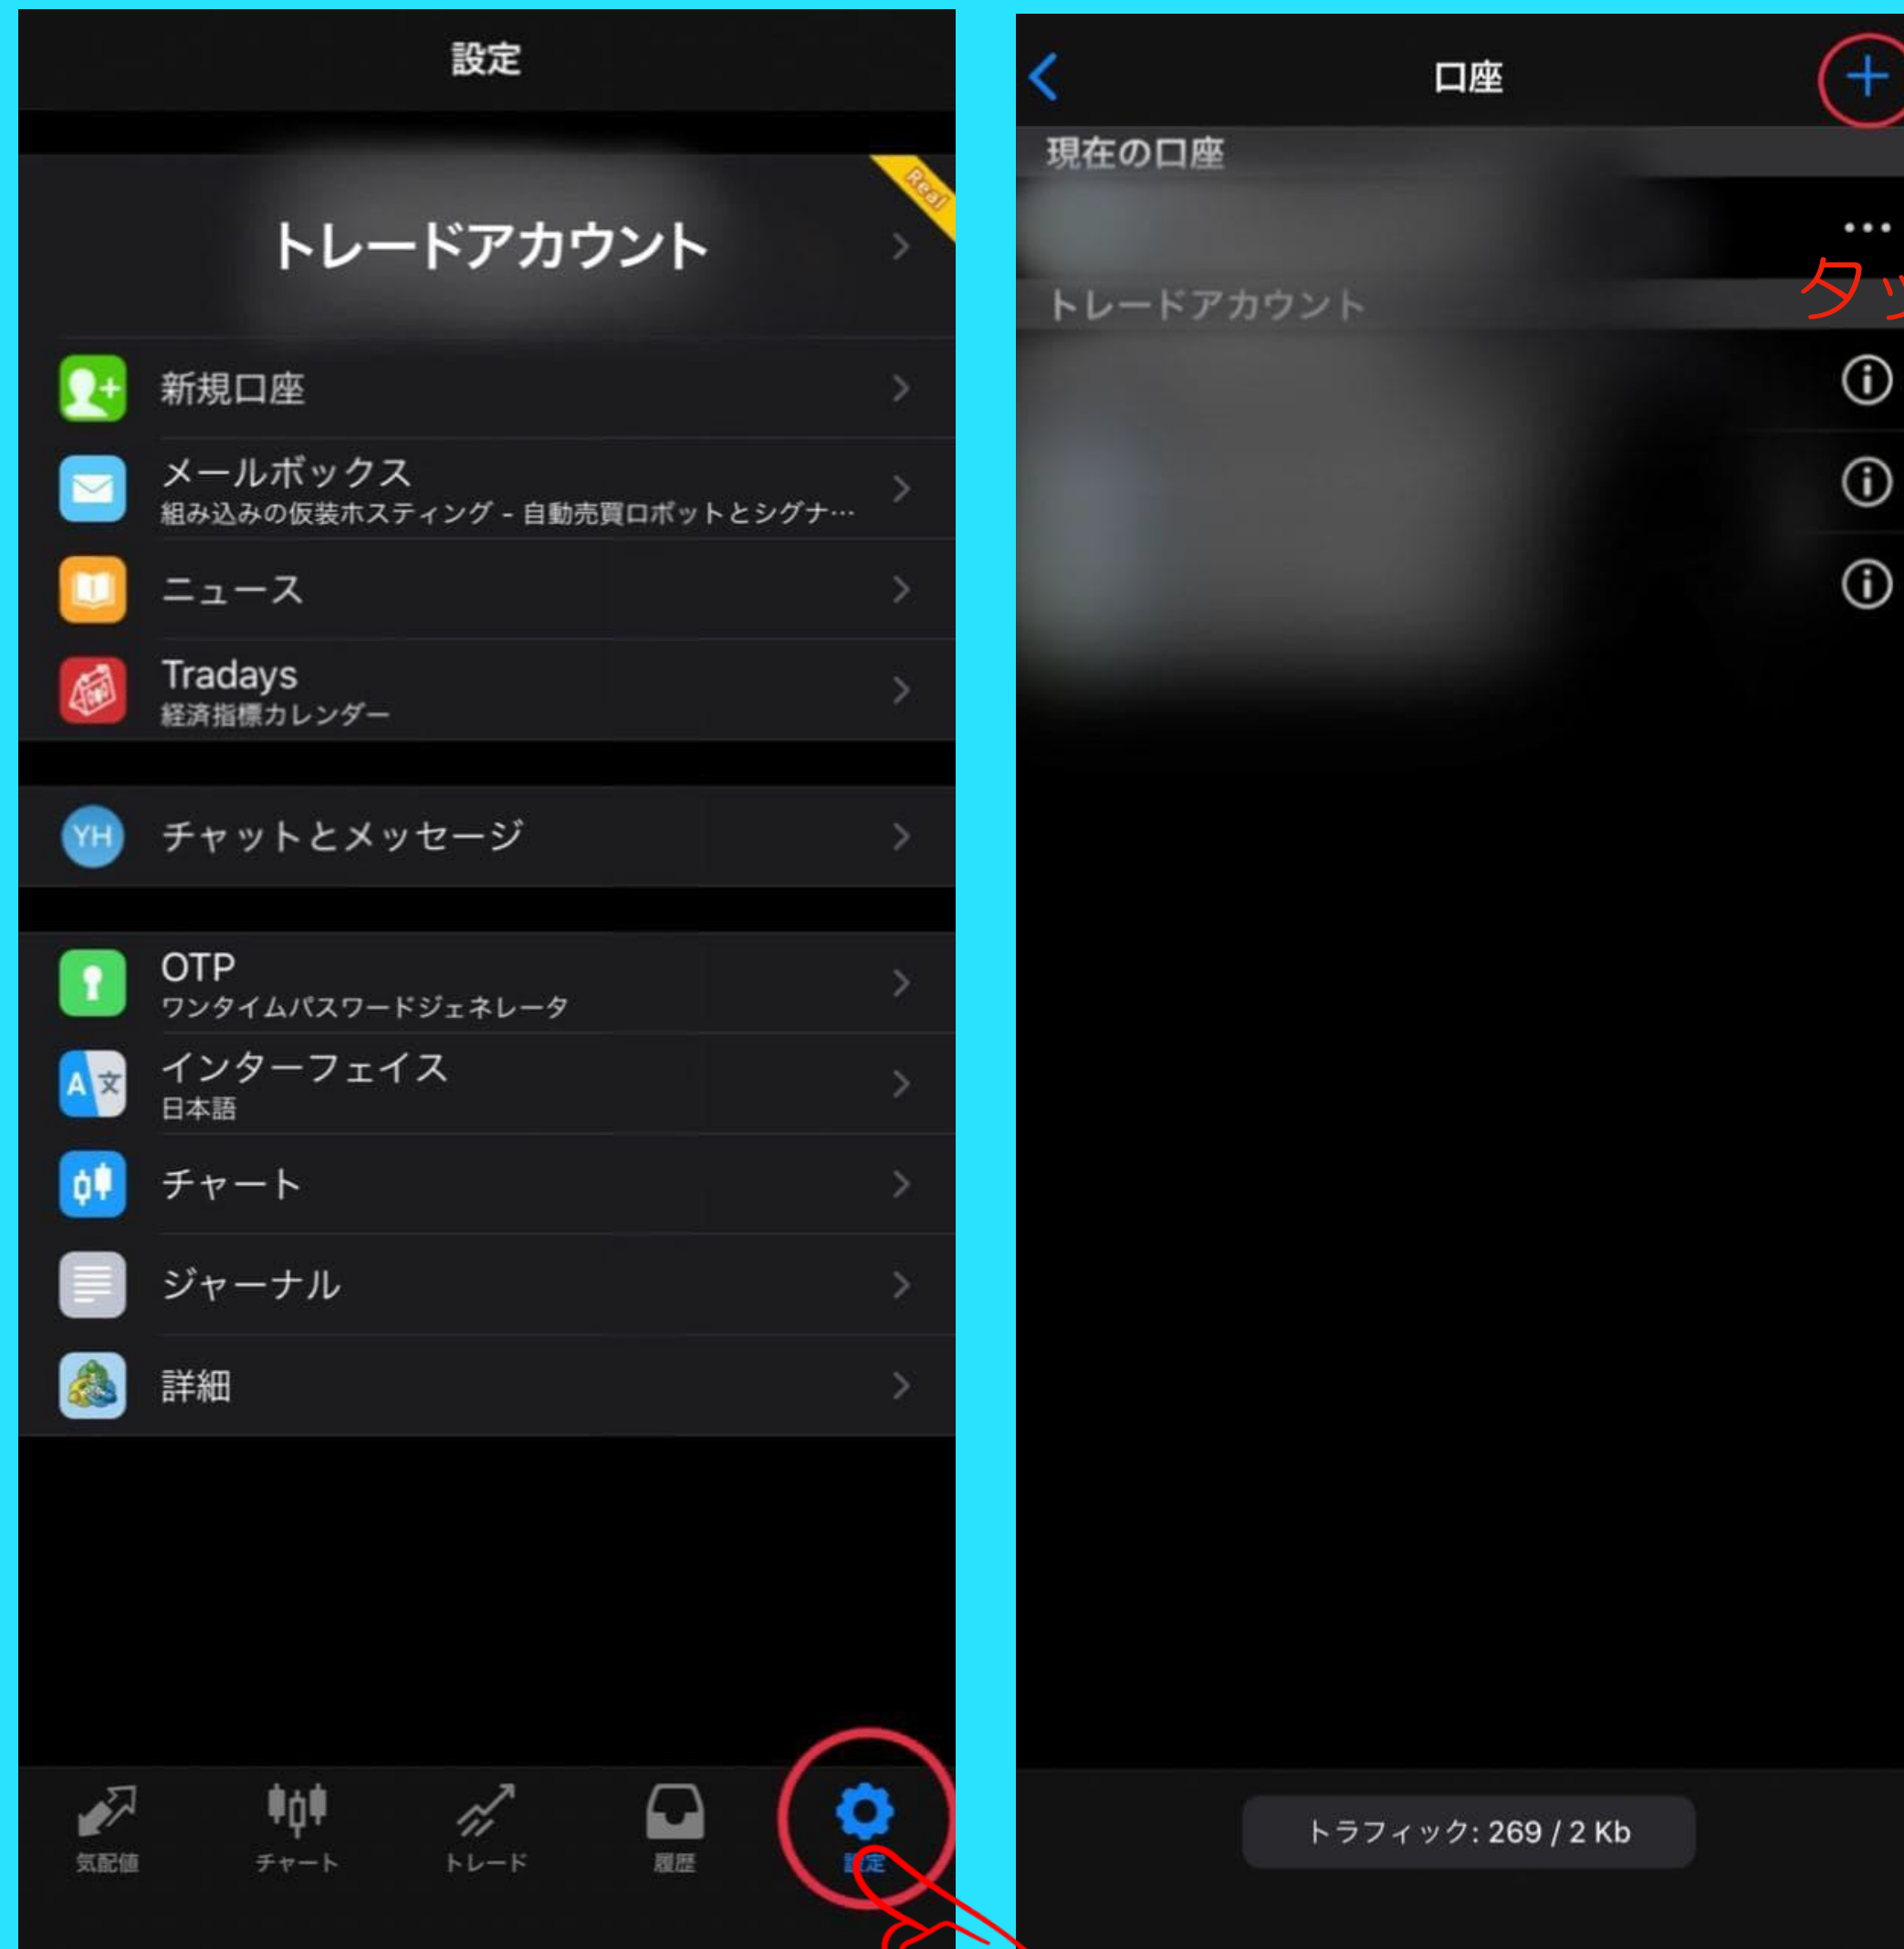 設定
トレードアカウント
Real
新規口座
メールボックス
組み込みの仮装ホスティング - 自動売買ロボットとシグナ…
ニュース
Tradays
経済指標カレンダー
YH
チャットとメッセージ
OTP
ワンタイムパスワードジェネレータ
A文
インターフェイス
日本語
チャート
ジャーナル
詳細
気配値
チャート
トレード
履歴
設定
口座
現在の口座
タッ
トレードアカウント
トラフィック: 269 / 2 Kb